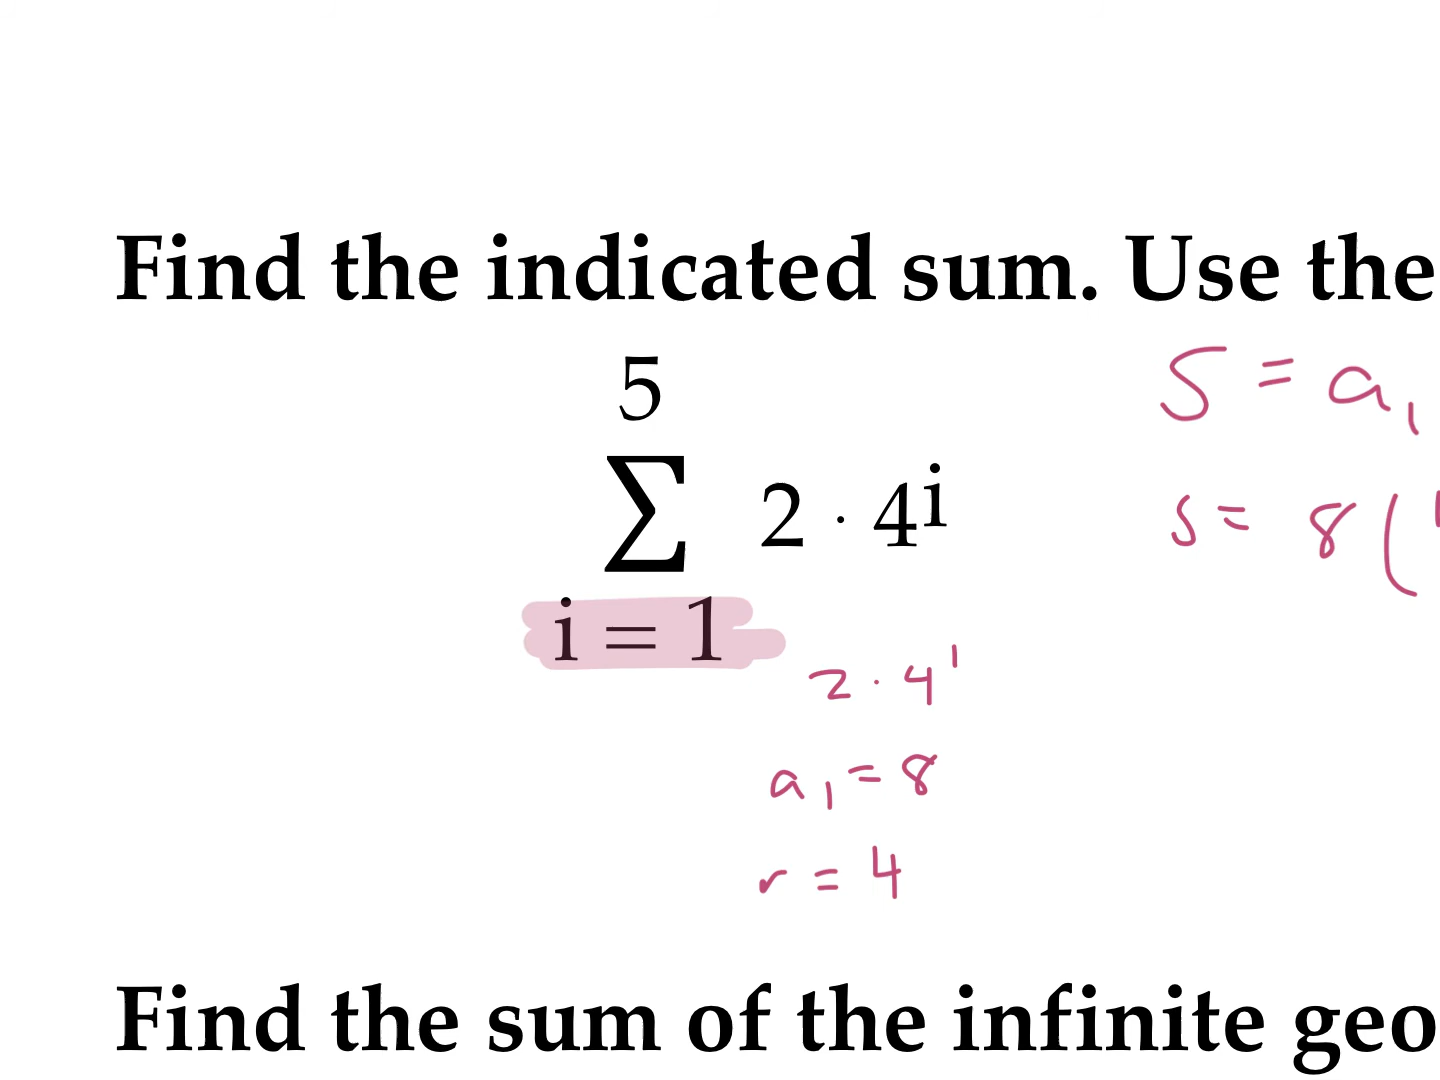 Find the indicated sum. Use the
5
∑ 2 · 4ⁱ
i = 1
S = a₁
S = 8 (
2 · 4¹
a₁ = 8
r = 4
Find the sum of the infinite geo